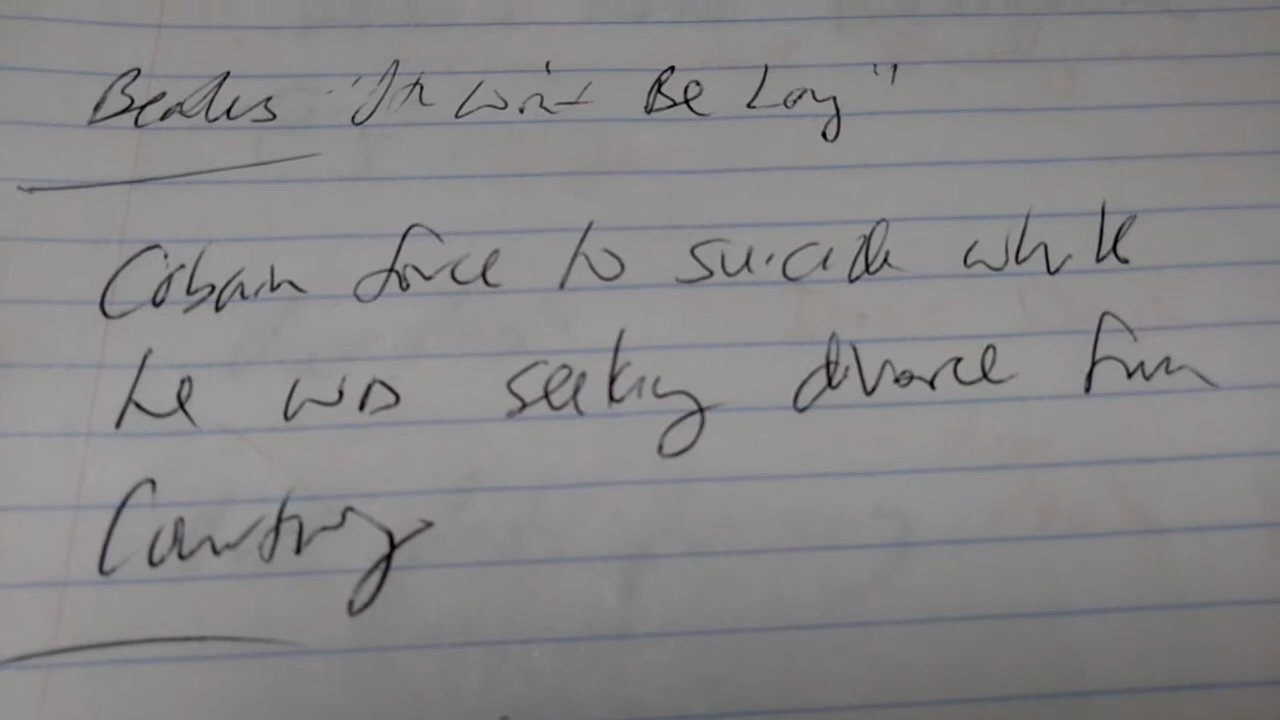 Beatles "It Won't Be Long"
Cobain force to suicide while
he was seeking divorce from
Courtney